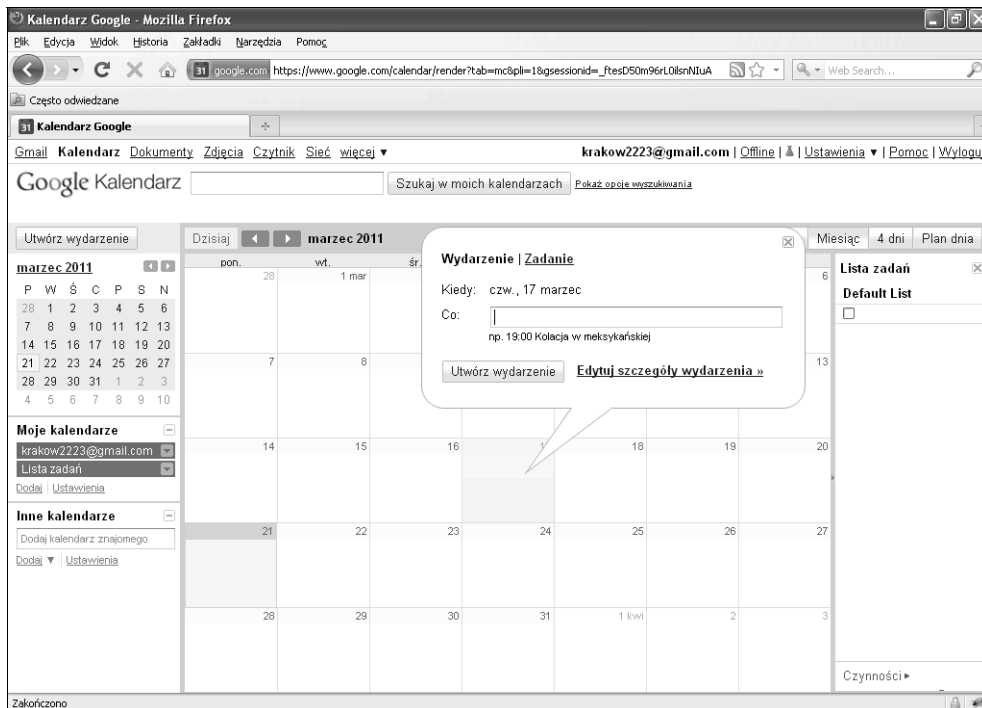 Kalendarz Google - Mozilla Firefox
Plik Edycja Widok Historia Zakładki Narzędzia Pomoc
31 google.com https://www.google.com/calendar/render?tab=mc&pli=1&gsessionid=_ftesD50m96rL0ilsnNIuA Web Search...
Często odwiedzane
31 Kalendarz Google
Gmail Kalendarz Dokumenty Zdjęcia Czytnik Sieć więcej ▼ krakow2223@gmail.com | Offline | Ustawienia ▼ | Pomoc | Wylogu
Google Kalendarz Szukaj w moich kalendarzach Pokaż opcje wyszukiwania
Utwórz wydarzenie Dzisiaj marzec 2011 Miesiąc 4 dni Plan dnia
marzec 2011
P W Ś C P S N
28 1 2 3 4 5 6
7 8 9 10 11 12 13
14 15 16 17 18 19 20
21 22 23 24 25 26 27
28 29 30 31 1 2 3
4 5 6 7 8 9 10
Moje kalendarze
krakow2223@gmail.com
Lista zadań
Dodaj | Ustawienia
Inne kalendarze
Dodaj kalendarz znajomego
Dodaj ▼ | Ustawienia
pon. wt. śr.
28 1 mar 6
7 8 13
14 15 16 18 19 20
21 22 23 24 25 26 27
28 29 30 31 1 kwi 2 3
Wydarzenie | Zadanie
Kiedy: czw., 17 marzec
Co:
np. 19:00 Kolacja w meksykańskiej
Utwórz wydarzenie Edytuj szczegóły wydarzenia »
Lista zadań
Default List
Czynności ▸
Zakończono